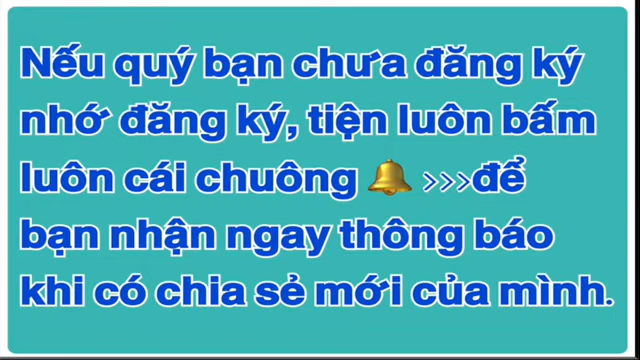 Nếu quý bạn chưa đăng ký
nhớ đăng ký, tiện luôn bấm
luôn cái chuông 🔔 >>>để
bạn nhận ngay thông báo
khi có chia sẻ mới của mình.